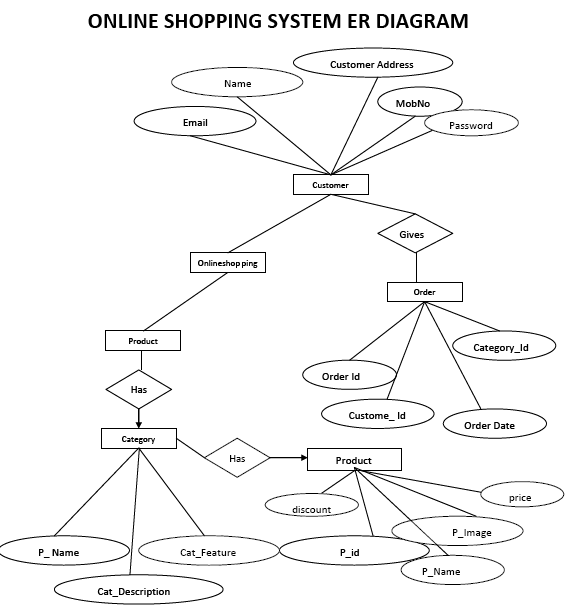 ONLINE SHOPPING SYSTEM ER DIAGRAM
Customer Address
Name
MobNo
Email
Password
Customer
Gives
Onlineshopping
Order
Product
Category_Id
Order Id
Has
Custome_ Id
Order Date
Category
Has
Product
price
discount
P_Image
P_ Name
Cat_Feature
P_id
P_Name
Cat_Description